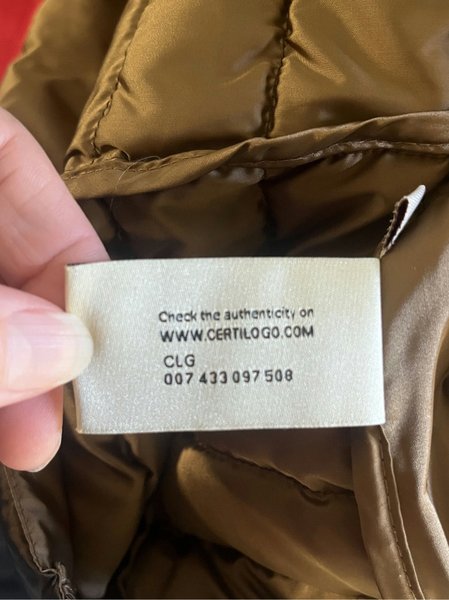 Check the authenticity on
WWW.CERTILOGO.COM
CLG
007 433 097 508